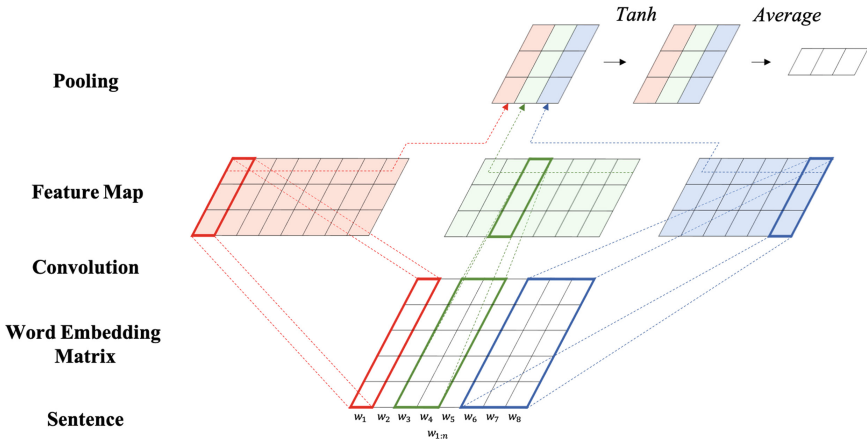 Tanh
Average
Pooling
Feature Map
Convolution
Word Embedding
Matrix
Sentence
w₁ w₂ w₃ w₄ w₅ w₆ w₇ w₈
w₁:ₙ